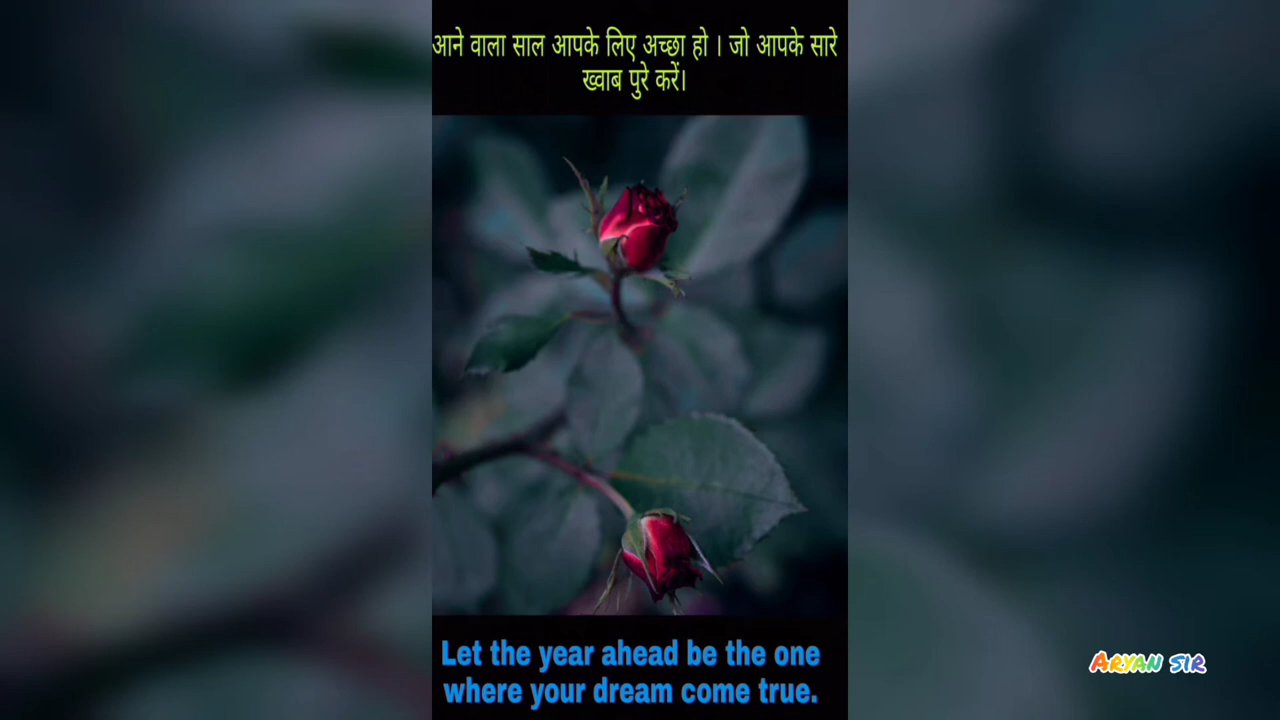 आने वाला साल आपके लिए अच्छा हो । जो आपके सारे
ख्वाब पुरे करें।
Let the year ahead be the one
where your dream come true.
Aryan sir